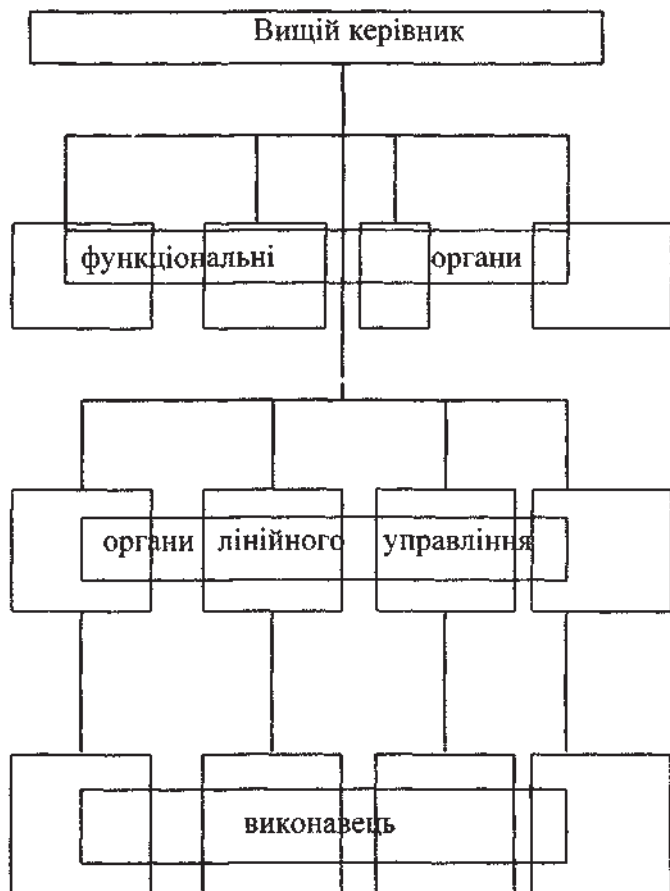 Вищій керівник
функціональні органи
органи лінійного управління
виконавець